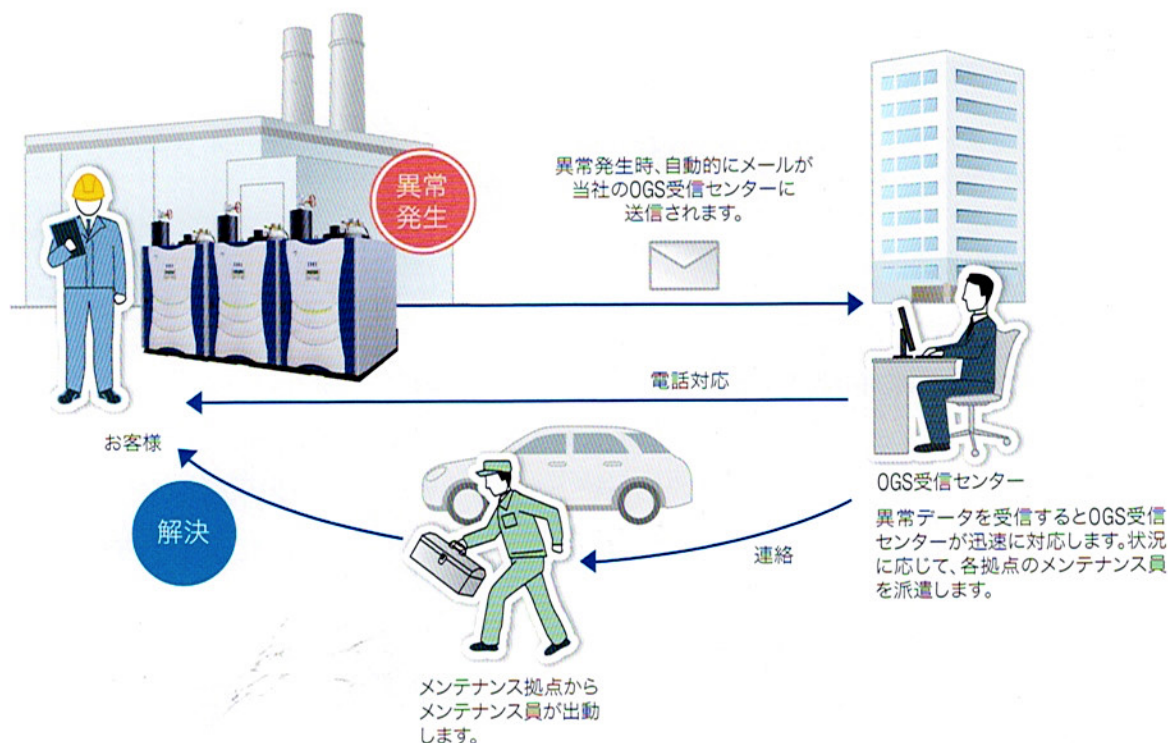 異常
発生
異常発生時、自動的にメールが
当社のOGS受信センターに
送信されます。
電話対応
お客様
解決
OGS受信センター
異常データを受信するとOGS受信
センターが迅速に対応します。状況
に応じて、各拠点のメンテナンス員
を派遣します。
連絡
メンテナンス拠点から
メンテナンス員が出動
します。